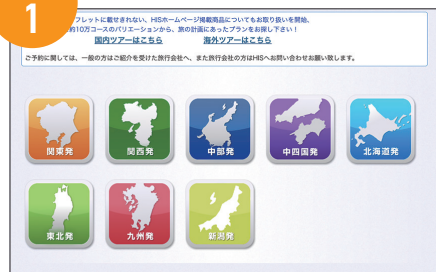 1
フレットに載せきれない、HISホームページ掲載商品についてもお取り扱いを開始、
約10万コースのバリエーションから、旅の計画にあったプランをお探し下さい！
国内ツアーはこちら 海外ツアーはこちら
ご予約に関しては、一般の方はご紹介を受けた旅行会社へ、また旅行会社の方はHISへお問い合わせお願い致します。
関東発 関西発 中部発 中四国発 北海道発
東北発 九州発 新潟発